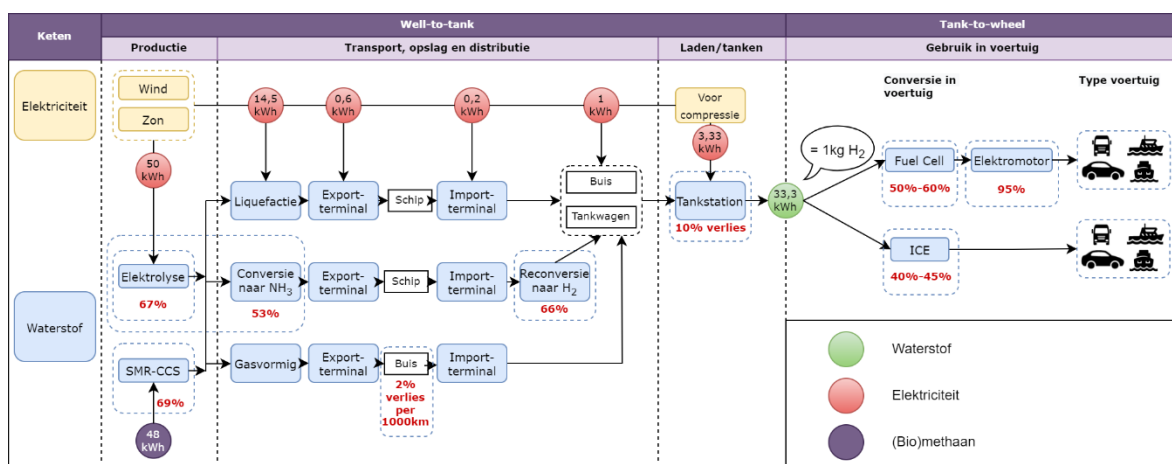 Keten
Well-to-tank
Tank-to-wheel
Productie
Transport, opslag en distributie
Laden/tanken
Gebruik in voertuig
Elektriciteit
Wind
Zon
14,5
kWh
0,6
kWh
0,2
kWh
1
kWh
Voor
compressie
Conversie in
voertuig
Type voertuig
50
kWh
3,33
kWh
= 1kg H₂
Liquefactie
Export-
terminal
Schip
Import-
terminal
Buis
Tankwagen
Tankstation
10% verlies
33,3
kWh
Fuel Cell
50%-60%
Elektromotor
95%
Waterstof
Elektrolyse
67%
Conversie
naar NH₃
53%
Export-
terminal
Schip
Import-
terminal
Reconversie
naar H₂
66%
ICE
40%-45%
SMR-CCS
69%
Gasvormig
Export-
terminal
Buis
2%
verlies
per
1000km
Import-
terminal
48
kWh
Waterstof
Elektriciteit
(Bio)methaan